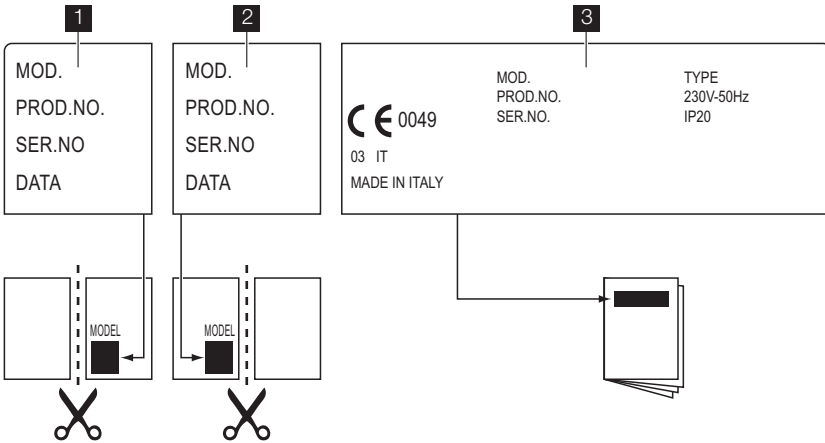 1
MOD.
PROD.NO.
SER.NO
DATA
MODEL
2
MOD.
PROD.NO.
SER.NO
DATA
MODEL
3
CE 0049
03 IT
MADE IN ITALY
MOD.
PROD.NO.
SER.NO.
TYPE
230V-50Hz
IP20